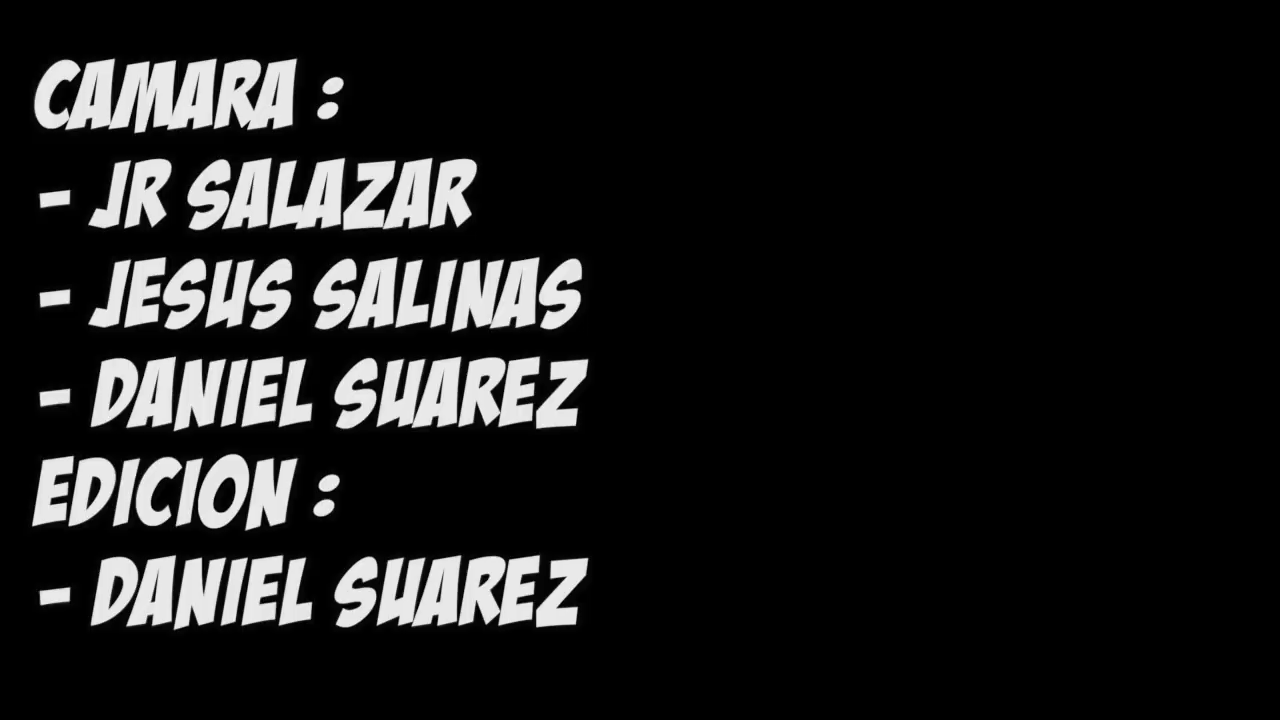 CAMARA :
- JR SALAZAR
- JESUS SALINAS
- DANIEL SUAREZ
EDICION :
- DANIEL SUAREZ